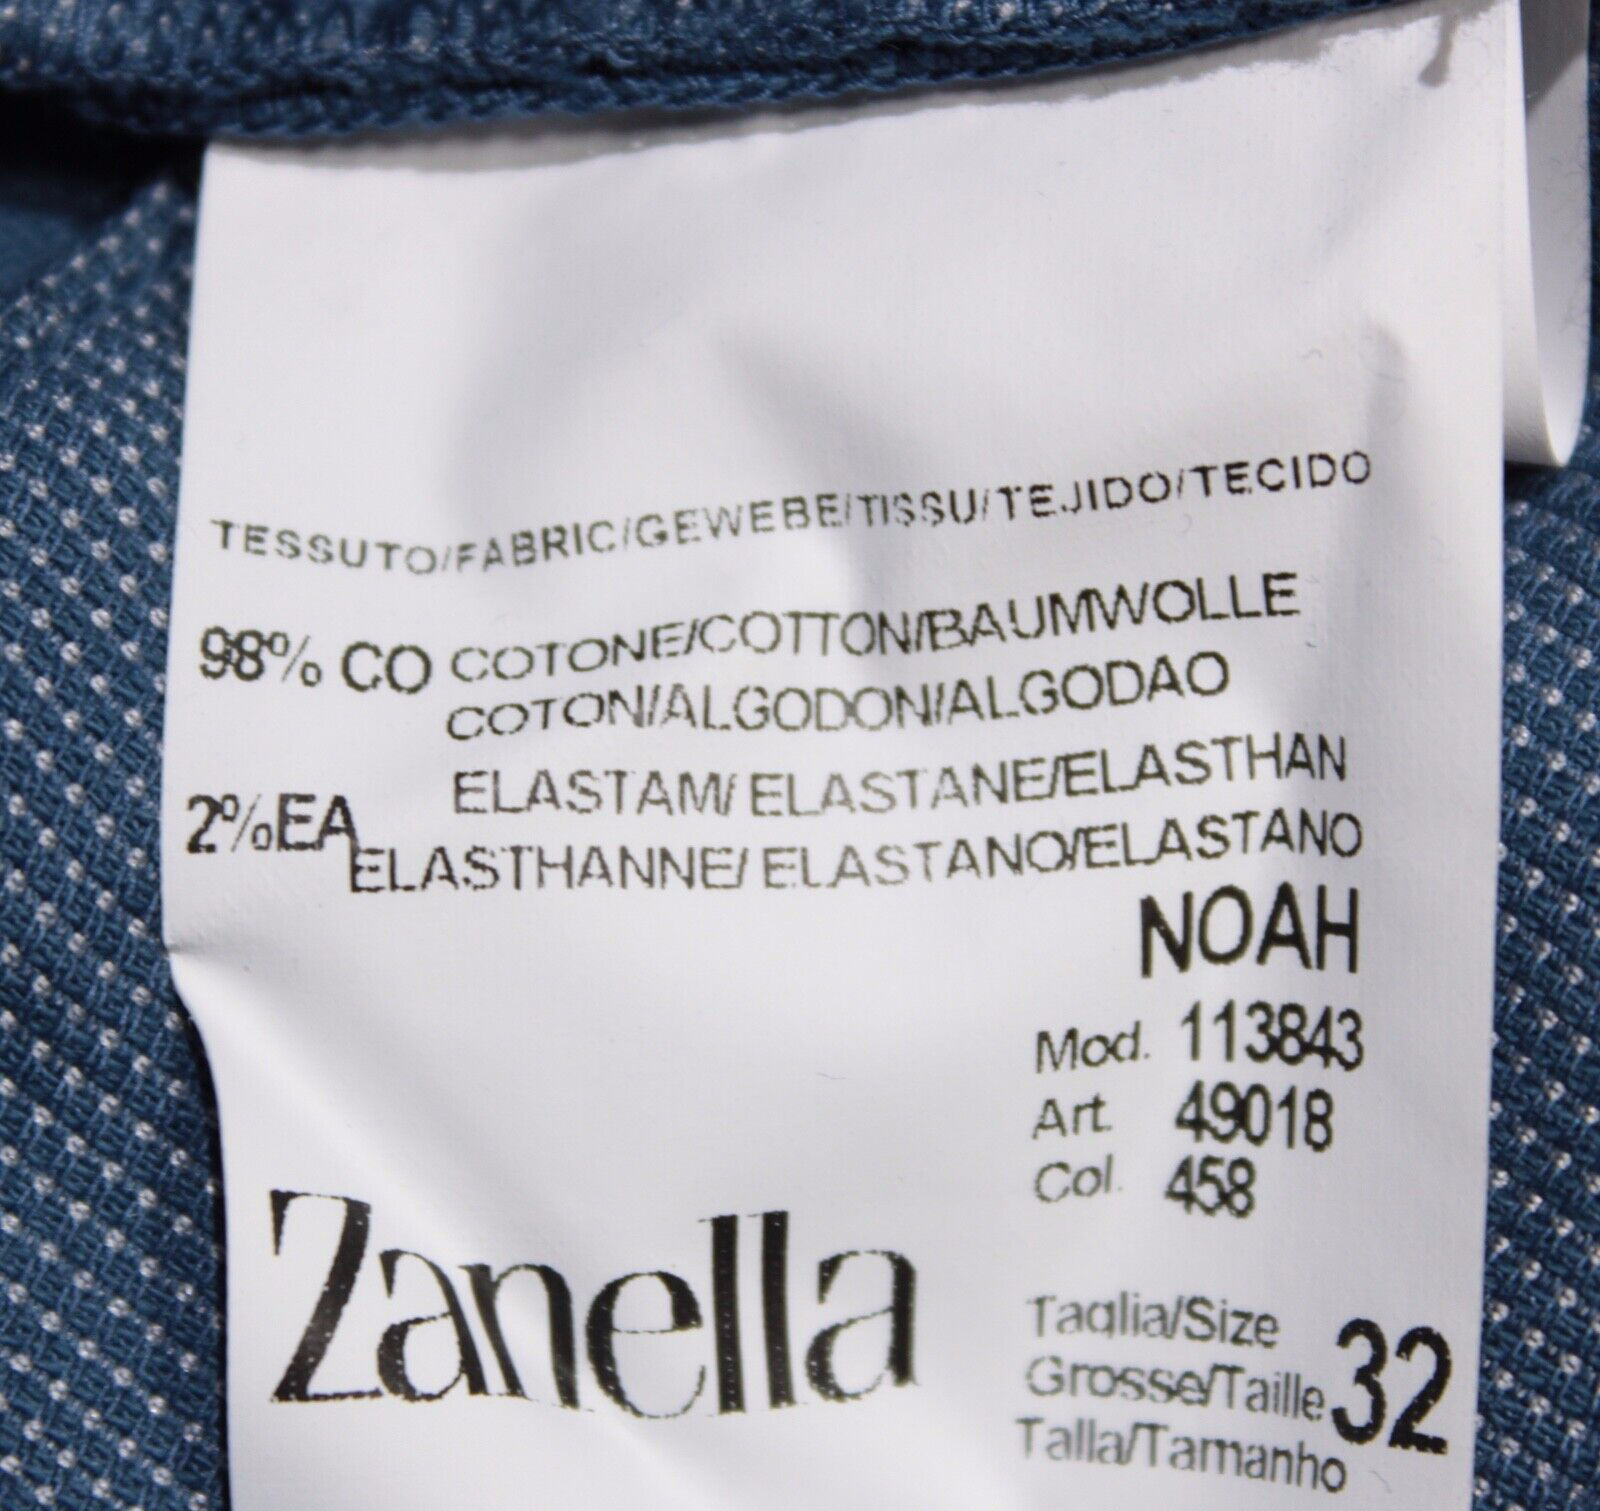 TESSUTO/FABRIC/GEWEBE/TISSU/TEJIDO/TECIDO
98% CO COTONE/COTTON/BAUMWOLLE
COTON/ALGODON/ALGODAO
2%EA ELASTAM/ ELASTANE/ELASTHAN
ELASTHANNE/ ELASTANO/ELASTANO
NOAH
Mod. 113843
Art. 49018
Col. 458
Zanella
Taglia/Size
Grosse/Taille 32
Talla/Tamanho